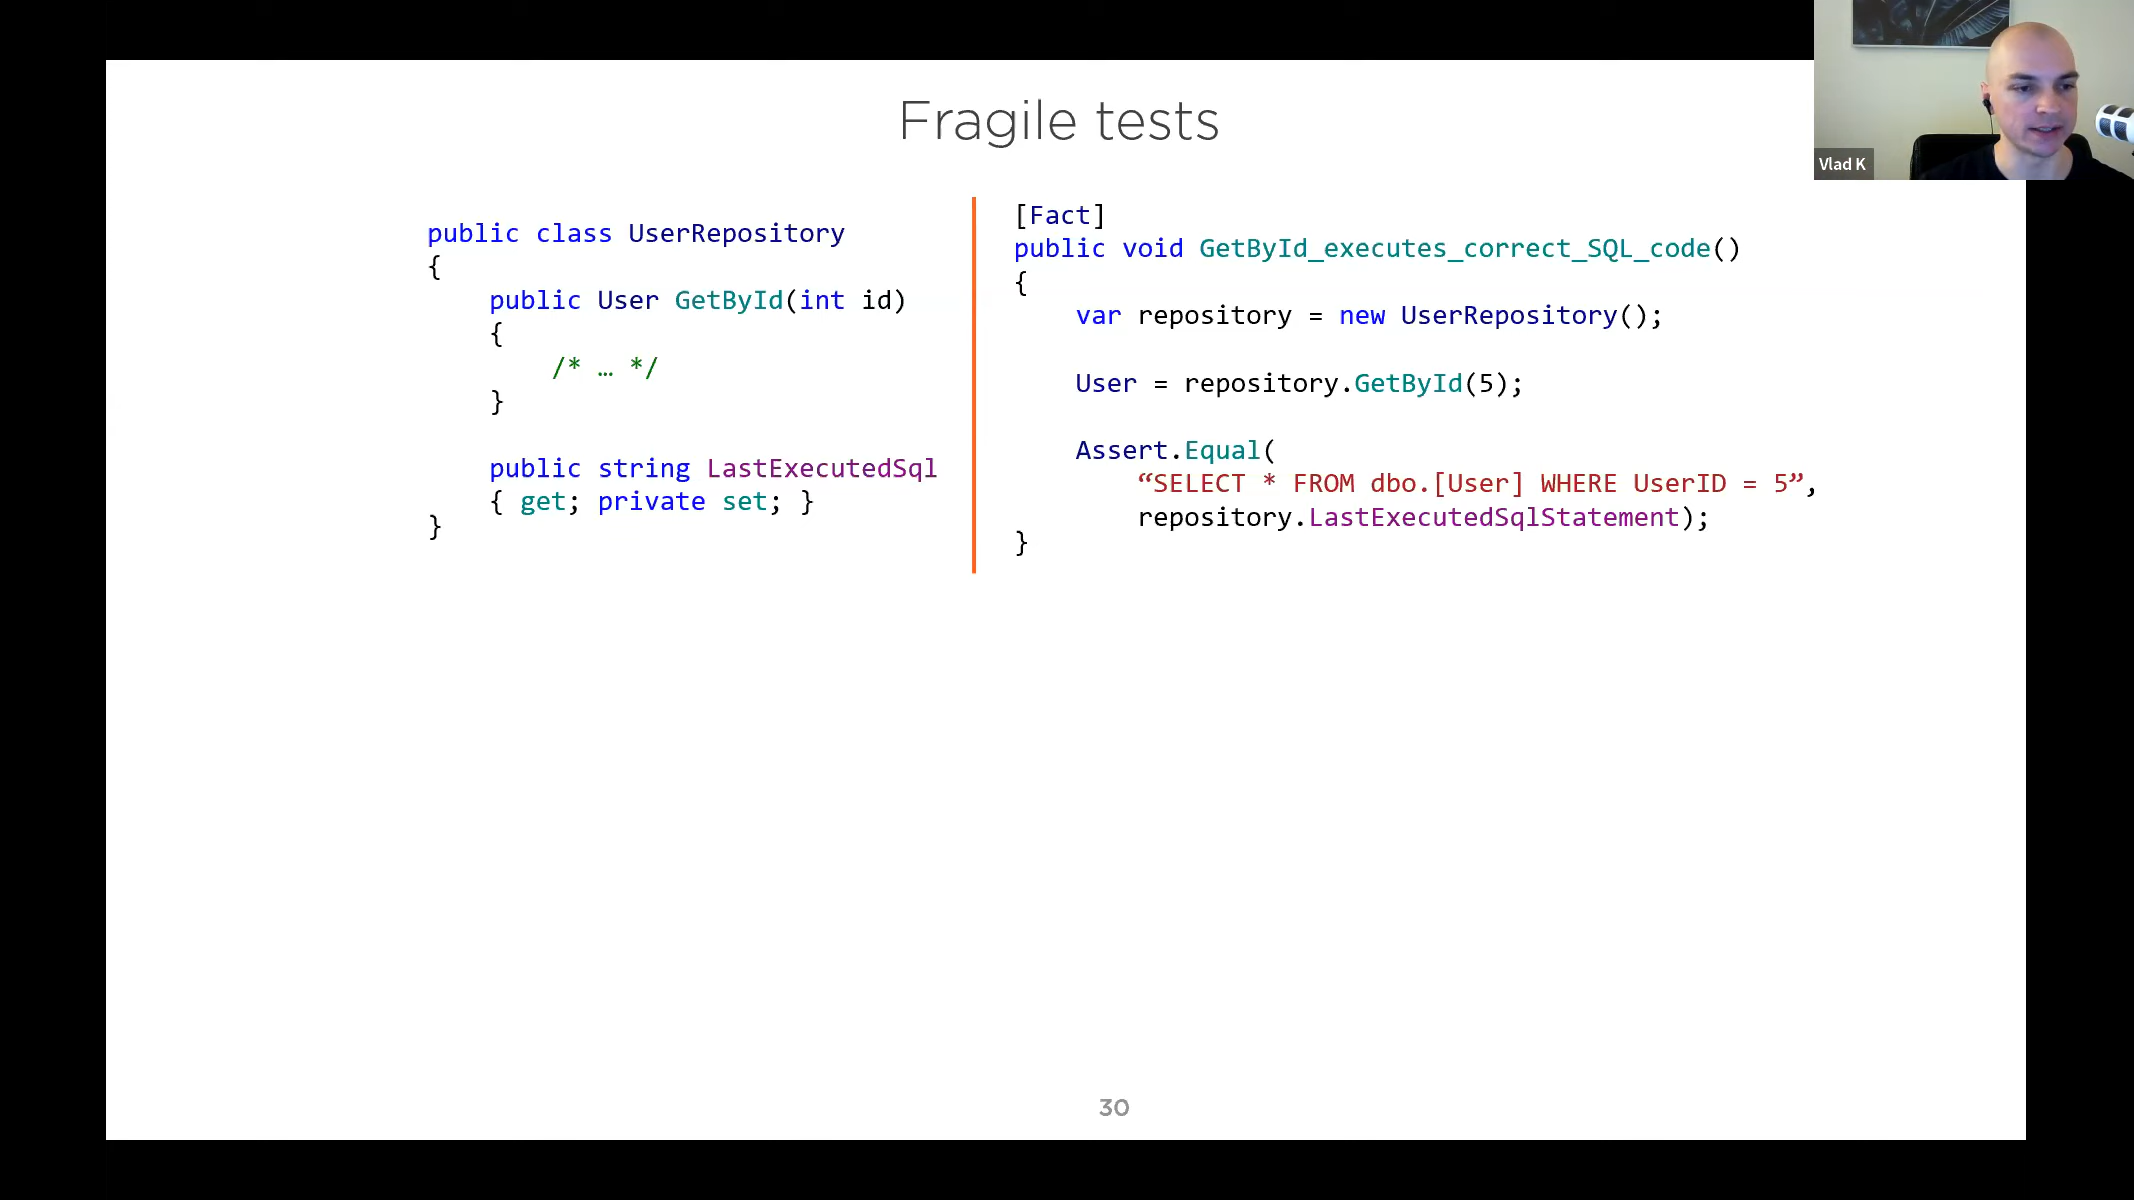 Fragile tests
Vlad K
public class UserRepository
{
public User GetById(int id)
{
/* … */
}
public string LastExecutedSql
{ get; private set; }
}
[Fact]
public void GetById_executes_correct_SQL_code()
{
var repository = new UserRepository();
User = repository.GetById(5);
Assert.Equal(
“SELECT * FROM dbo.[User] WHERE UserID = 5”,
repository.LastExecutedSqlStatement);
}
30